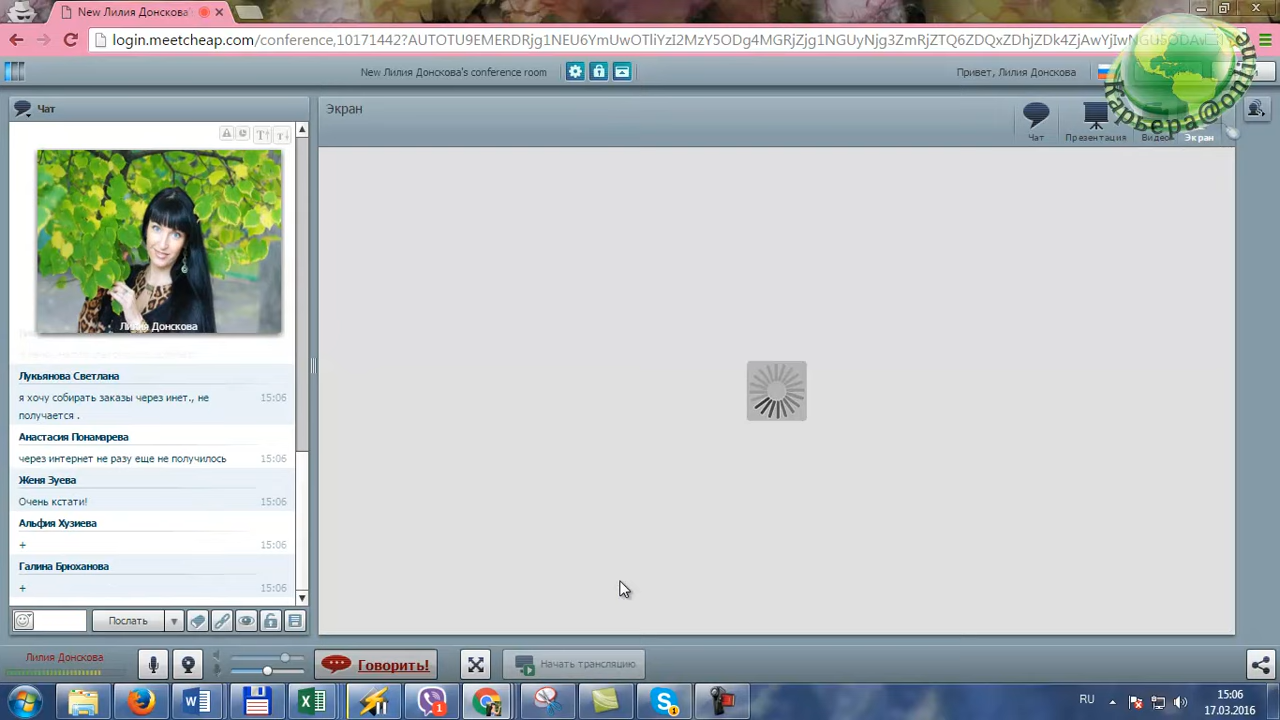 New Лилия Донскова'
login.meetcheap.com/conference,10171442?AUTOTU9EMERDRjg1NEU6YmUwOTliYzI2MzY5ODg4MGRjZjg1NGUyNjg3ZmRjZTQ6ZDQxZDhjZDk4ZjAwYjIwNGU5ODAw
New Лилия Донскова's conference room
Привет, Лилия Донскова
Карьера@online
Чат
Экран
Чат
Презентация
Видео
Экран
Лилия Донскова
Лукьянова Светлана
я хочу собирать заказы через инет., не 15:06
получается .
Анастасия Понамарева
через интернет не разу еще не получилось 15:06
Женя Зуева
Очень кстати! 15:06
Альфия Хузиева
+ 15:06
Галина Брюханова
+ 15:06
Послать
Лилия Донскова
Говорить!
Начать трансляцию
RU
15:06
17.03.2016